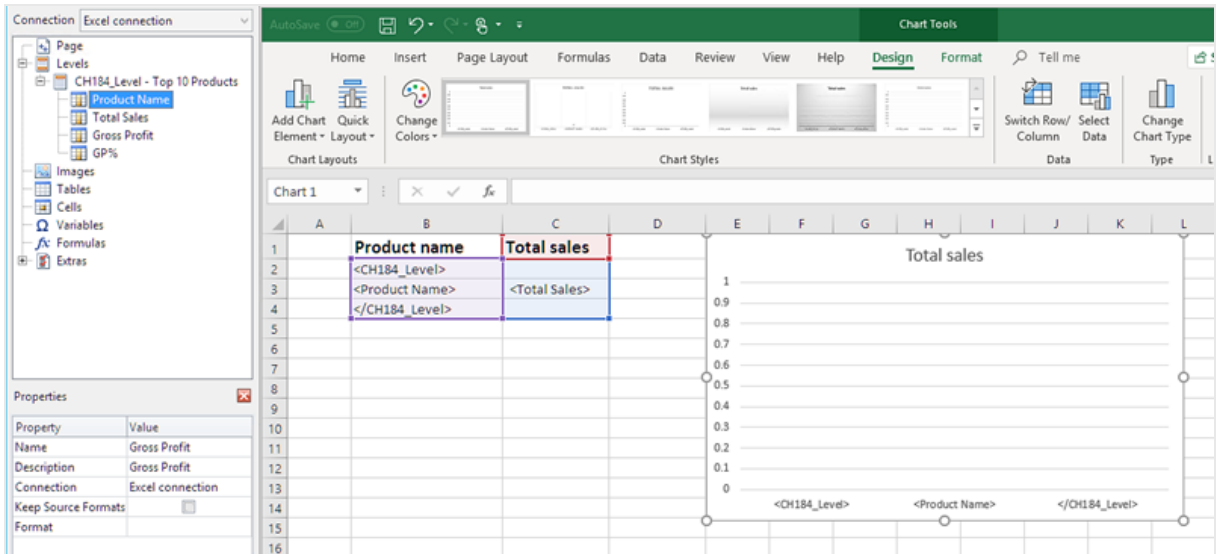 Connection Excel connection
Page
Levels
CH184_Level - Top 10 Products
Product Name
Total Sales
Gross Profit
GP%
Images
Tables
Cells
Variables
Formulas
Extras
Properties
Property Value
Name Gross Profit
Description Gross Profit
Connection Excel connection
Keep Source Formats
Format
AutoSave Off
Chart Tools
Home Insert Page Layout Formulas Data Review View Help Design Format Tell me
Add Chart Element Quick Layout Change Colors Switch Row/ Column Select Data Change Chart Type
Chart Layouts Chart Styles Data Type
Chart 1 fx
A B C D E F G H I J K L
1 Product name Total sales
2 <CH184_Level>
3 <Product Name> <Total Sales>
4 </CH184_Level>
5
6
7
8
9
10
11
12
13
14
15
16
Total sales
1
0.9
0.8
0.7
0.6
0.5
0.4
0.3
0.2
0.1
0
<CH184_Level> <Product Name> </CH184_Level>